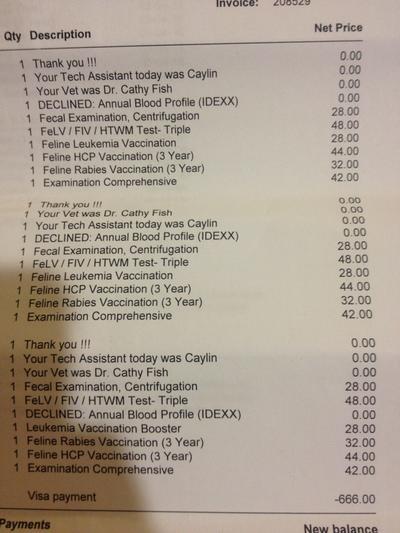 Invoice: 208529
Qty Description Net Price
1 Thank you !!! 0.00
1 Your Tech Assistant today was Caylin 0.00
1 Your Vet was Dr. Cathy Fish 0.00
1 DECLINED: Annual Blood Profile (IDEXX) 0.00
1 Fecal Examination, Centrifugation 28.00
1 FeLV / FIV / HTWM Test- Triple 48.00
1 Feline Leukemia Vaccination 28.00
1 Feline HCP Vaccination (3 Year) 44.00
1 Feline Rabies Vaccination (3 Year) 32.00
1 Examination Comprehensive 42.00
1 Thank you !!! 0.00
1 Your Vet was Dr. Cathy Fish 0.00
1 Your Tech Assistant today was Caylin 0.00
1 DECLINED: Annual Blood Profile (IDEXX) 0.00
1 Fecal Examination, Centrifugation 28.00
1 FeLV / FIV / HTWM Test- Triple 48.00
1 Feline Leukemia Vaccination 28.00
1 Feline HCP Vaccination (3 Year) 44.00
1 Feline Rabies Vaccination (3 Year) 32.00
1 Examination Comprehensive 42.00
1 Thank you !!! 0.00
1 Your Tech Assistant today was Caylin 0.00
1 Your Vet was Dr. Cathy Fish 0.00
1 Fecal Examination, Centrifugation 28.00
1 FeLV / FIV / HTWM Test- Triple 48.00
1 DECLINED: Annual Blood Profile (IDEXX) 0.00
1 Leukemia Vaccination Booster 28.00
1 Feline Rabies Vaccination (3 Year) 32.00
1 Feline HCP Vaccination (3 Year) 44.00
1 Examination Comprehensive 42.00
Visa payment -666.00
Payments New balance